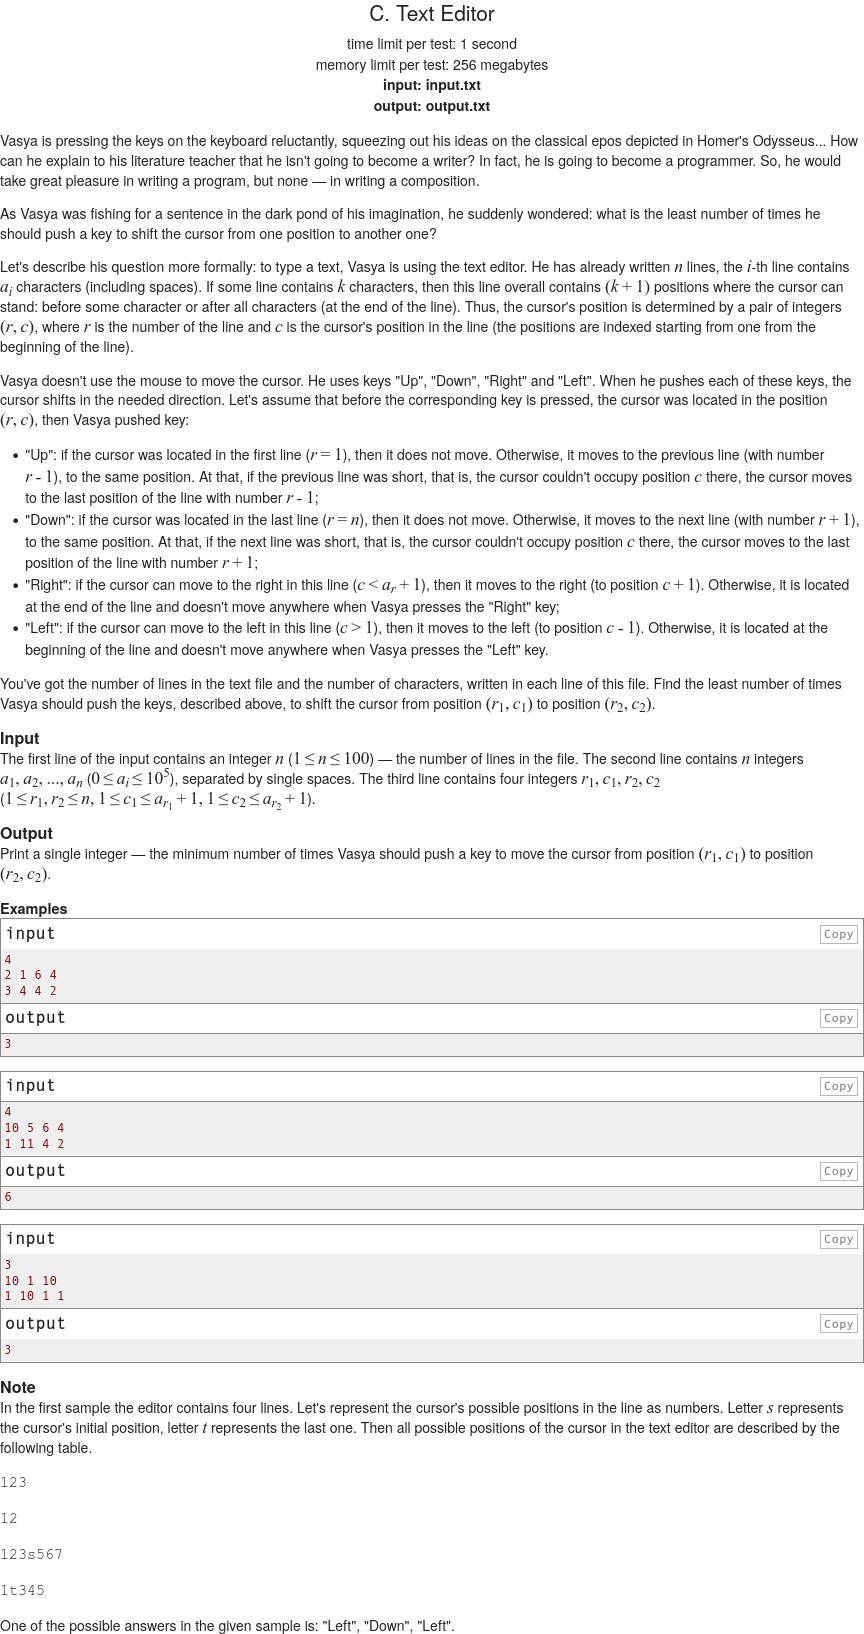 C. Text Editor
time limit per test: 1 second
memory limit per test: 256 megabytes
input: input.txt
output: output.txt
Vasya is pressing the keys on the keyboard reluctantly, squeezing out his ideas on the classical epos depicted in Homer's Odysseus... How
can he explain to his literature teacher that he isn't going to become a writer? In fact, he is going to become a programmer. So, he would
take great pleasure in writing a program, but none — in writing a composition.
As Vasya was fishing for a sentence in the dark pond of his imagination, he suddenly wondered: what is the least number of times he
should push a key to shift the cursor from one position to another one?
Let's describe his question more formally: to type a text, Vasya is using the text editor. He has already written n lines, the i-th line contains
a_i characters (including spaces). If some line contains k characters, then this line overall contains (k + 1) positions where the cursor can
stand: before some character or after all characters (at the end of the line). Thus, the cursor's position is determined by a pair of integers
(r, c), where r is the number of the line and c is the cursor's position in the line (the positions are indexed starting from one from the
beginning of the line).
Vasya doesn't use the mouse to move the cursor. He uses keys "Up", "Down", "Right" and "Left". When he pushes each of these keys, the
cursor shifts in the needed direction. Let's assume that before the corresponding key is pressed, the cursor was located in the position
(r, c), then Vasya pushed key:
• "Up": if the cursor was located in the first line (r = 1), then it does not move. Otherwise, it moves to the previous line (with number
r - 1), to the same position. At that, if the previous line was short, that is, the cursor couldn't occupy position c there, the cursor moves
to the last position of the line with number r - 1;
• "Down": if the cursor was located in the last line (r = n), then it does not move. Otherwise, it moves to the next line (with number r + 1),
to the same position. At that, if the next line was short, that is, the cursor couldn't occupy position c there, the cursor moves to the last
position of the line with number r + 1;
• "Right": if the cursor can move to the right in this line (c < a_r + 1), then it moves to the right (to position c + 1). Otherwise, it is located
at the end of the line and doesn't move anywhere when Vasya presses the "Right" key;
• "Left": if the cursor can move to the left in this line (c > 1), then it moves to the left (to position c - 1). Otherwise, it is located at the
beginning of the line and doesn't move anywhere when Vasya presses the "Left" key.
You've got the number of lines in the text file and the number of characters, written in each line of this file. Find the least number of times
Vasya should push the keys, described above, to shift the cursor from position (r_1, c_1) to position (r_2, c_2).
Input
The first line of the input contains an integer n (1 ≤ n ≤ 100) — the number of lines in the file. The second line contains n integers
a_1, a_2, ..., a_n (0 ≤ a_i ≤ 10^5), separated by single spaces. The third line contains four integers r_1, c_1, r_2, c_2
(1 ≤ r_1, r_2 ≤ n, 1 ≤ c_1 ≤ a_{r_1} + 1, 1 ≤ c_2 ≤ a_{r_2} + 1).
Output
Print a single integer — the minimum number of times Vasya should push a key to move the cursor from position (r_1, c_1) to position
(r_2, c_2).
Examples
input Copy
4
2 1 6 4
3 4 4 2
output Copy
3
input Copy
4
10 5 6 4
1 11 4 2
output Copy
6
input Copy
3
10 1 10
1 10 1 1
output Copy
3
Note
In the first sample the editor contains four lines. Let's represent the cursor's possible positions in the line as numbers. Letter s represents
the cursor's initial position, letter t represents the last one. Then all possible positions of the cursor in the text editor are described by the
following table.
123
12
123s567
1t345
One of the possible answers in the given sample is: "Left", "Down", "Left".